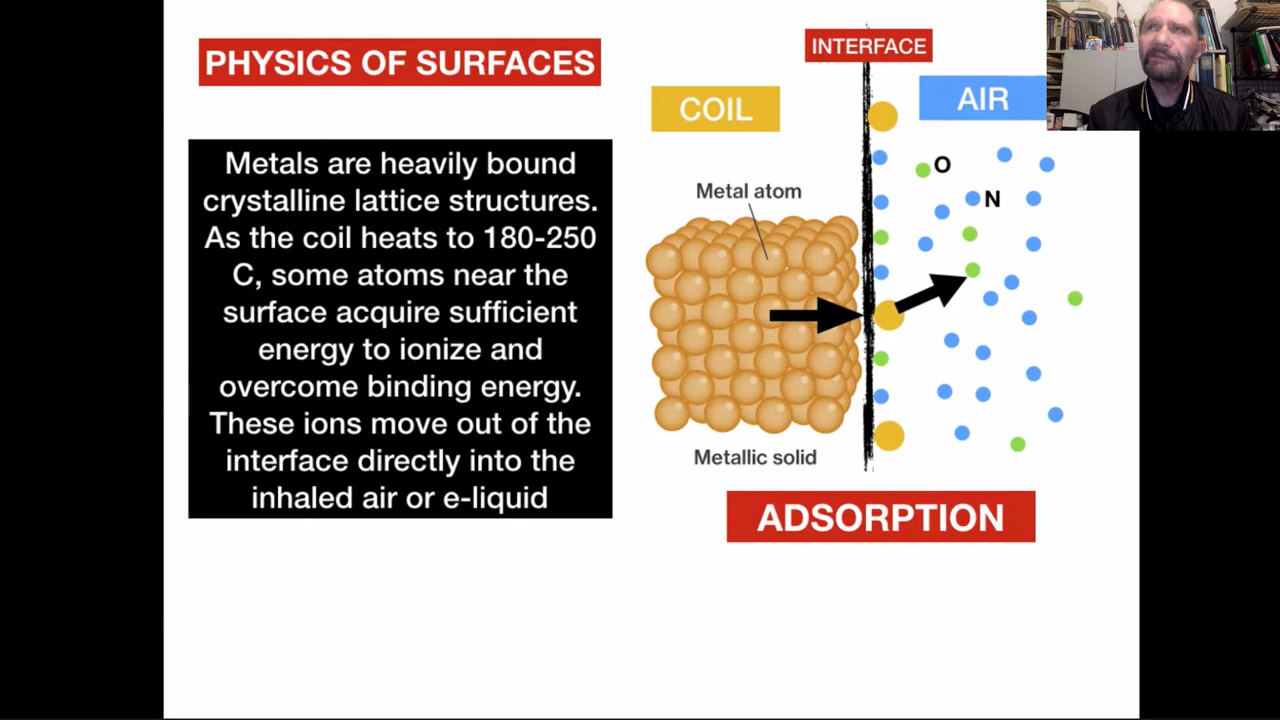 PHYSICS OF SURFACES
Metals are heavily bound
crystalline lattice structures.
As the coil heats to 180-250
C, some atoms near the
surface acquire sufficient
energy to ionize and
overcome binding energy.
These ions move out of the
interface directly into the
inhaled air or e-liquid
INTERFACE
COIL
AIR
O
N
Metal atom
Metallic solid
ADSORPTION